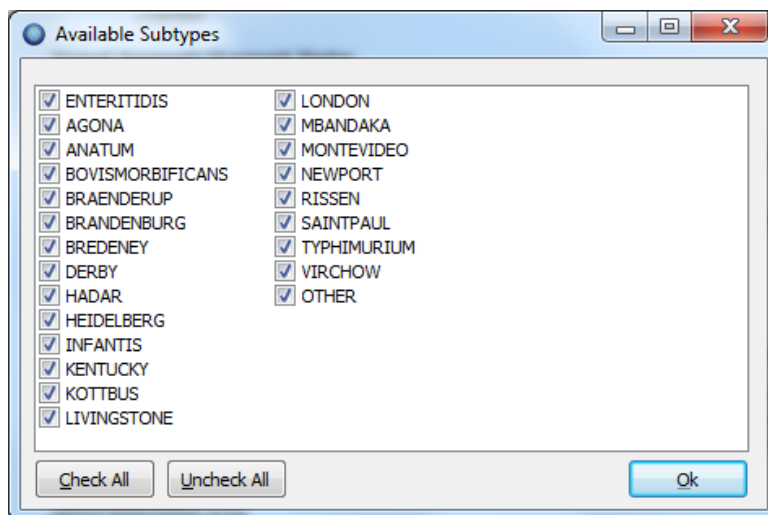 Available Subtypes
ENTERITIDIS
AGONA
ANATUM
BOVISMORBIFICANS
BRAENDERUP
BRANDENBURG
BREDENEY
DERBY
HADAR
HEIDELBERG
INFANTIS
KENTUCKY
KOTTBUS
LIVINGSTONE
LONDON
MBANDAKA
MONTEVIDEO
NEWPORT
RISSEN
SAINTPAUL
TYPHIMURIUM
VIRCHOW
OTHER
Check All Uncheck All Ok